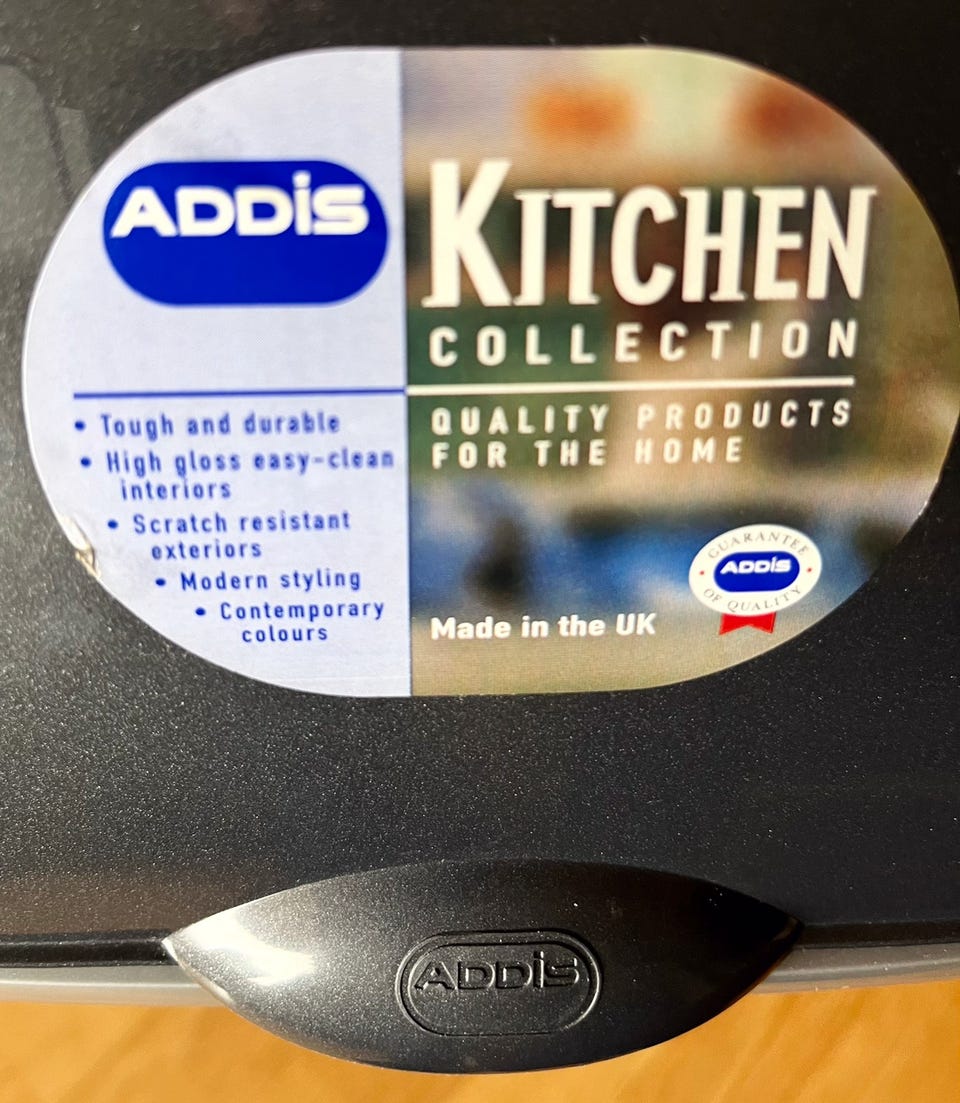 ADDiS
• Tough and durable
• High gloss easy-clean
interiors
• Scratch resistant
exteriors
• Modern styling
• Contemporary
colours
KITCHEN
COLLECTION
QUALITY PRODUCTS
FOR THE HOME
Made in the UK
GUARANTEE
ADDiS
OF QUALITY
ADDiS